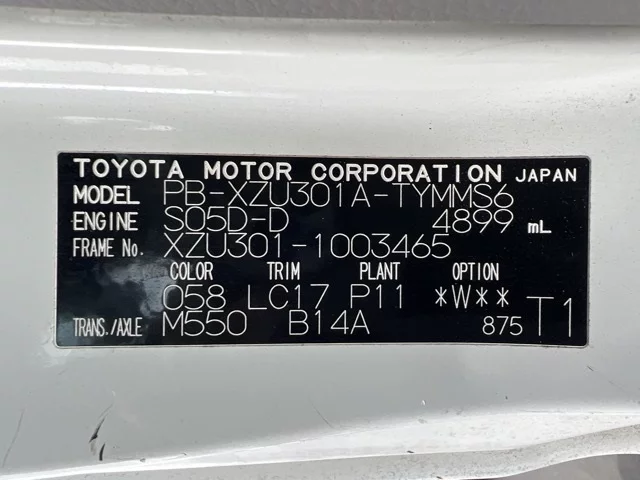 TOYOTA MOTOR CORPORATION JAPAN
MODEL PB-XZU301A-TYMMS6
ENGINE S05D-D 4899 mL
FRAME No. XZU301-1003465
COLOR TRIM PLANT OPTION
058 LC17 P11 *W**
TRANS./AXLE M550 B14A 875 T1